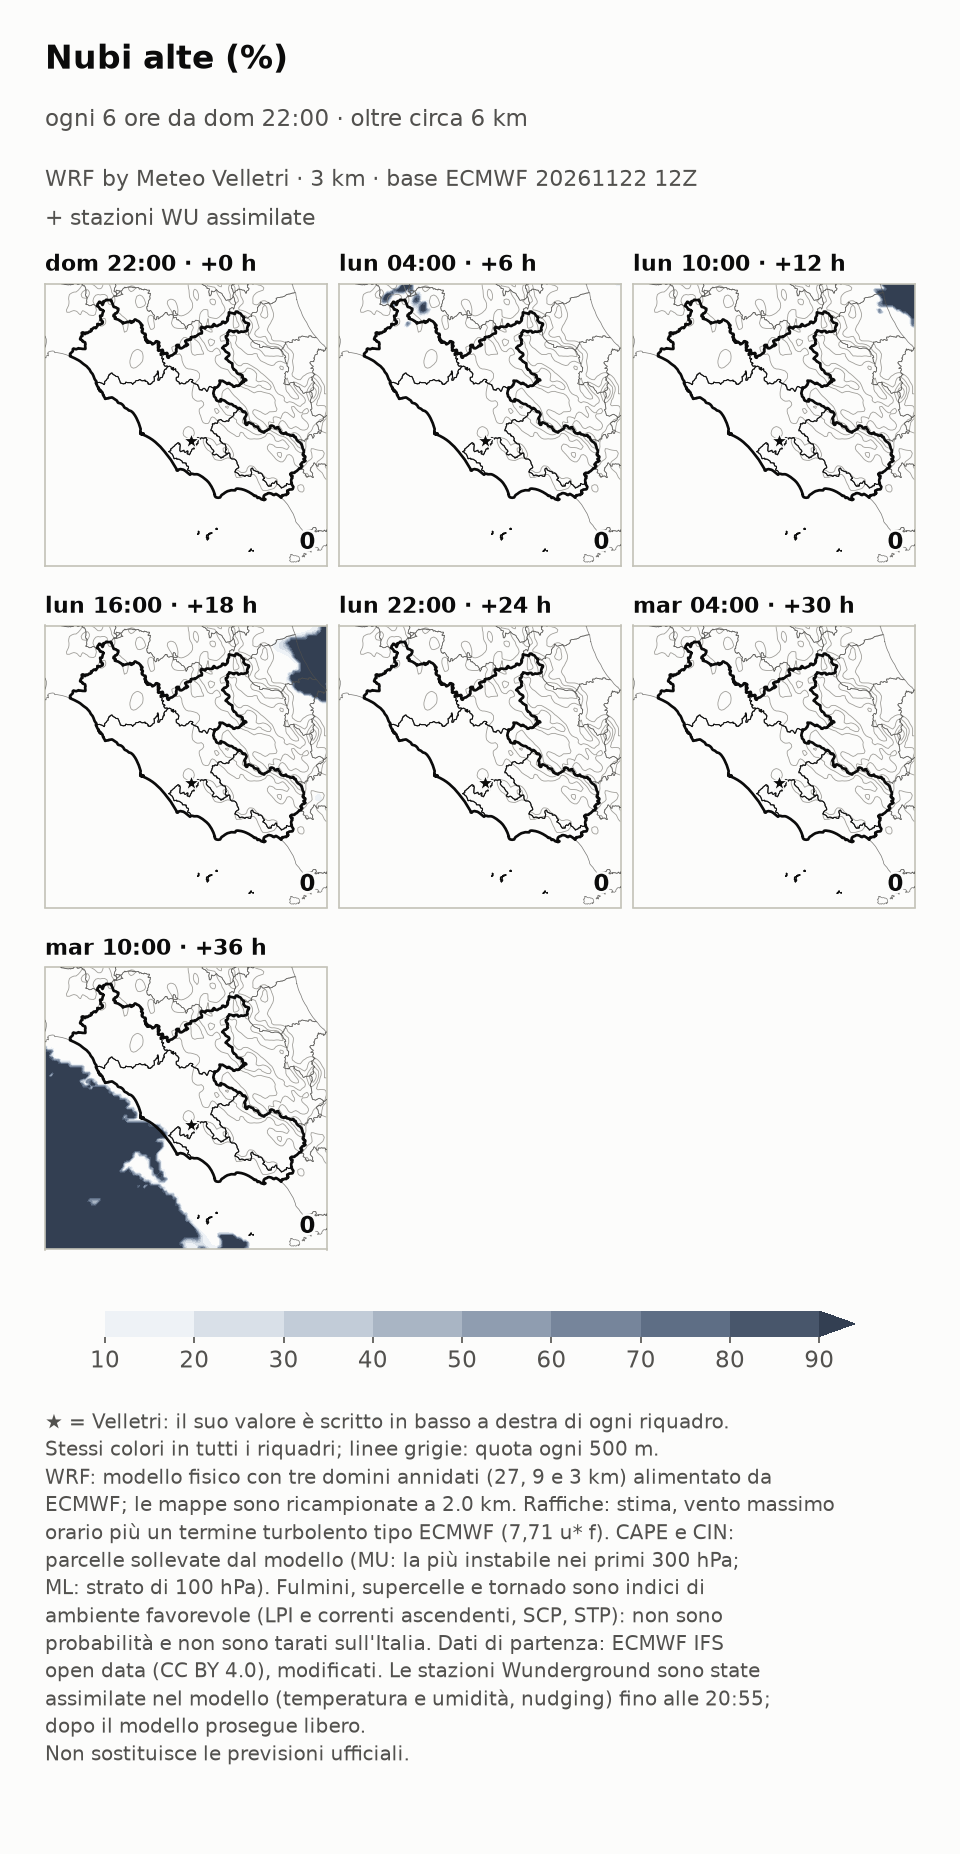 Nubi alte (%)
ogni 6 ore da dom 22:00 · oltre circa 6 km
WRF by Meteo Velletri · 3 km · base ECMWF 20261122 12Z
+ stazioni WU assimilate
dom 22:00 · +0 h
lun 04:00 · +6 h
lun 10:00 · +12 h
0
0
0
lun 16:00 · +18 h
lun 22:00 · +24 h
mar 04:00 · +30 h
0
0
0
mar 10:00 · +36 h
0
10 20 30 40 50 60 70 80 90
★ = Velletri: il suo valore è scritto in basso a destra di ogni riquadro.
Stessi colori in tutti i riquadri; linee grigie: quota ogni 500 m.
WRF: modello fisico con tre domini annidati (27, 9 e 3 km) alimentato da
ECMWF; le mappe sono ricampionate a 2.0 km. Raffiche: stima, vento massimo
orario più un termine turbolento tipo ECMWF (7,71 u* f). CAPE e CIN:
parcelle sollevate dal modello (MU: la più instabile nei primi 300 hPa;
ML: strato di 100 hPa). Fulmini, supercelle e tornado sono indici di
ambiente favorevole (LPI e correnti ascendenti, SCP, STP): non sono
probabilità e non sono tarati sull'Italia. Dati di partenza: ECMWF IFS
open data (CC BY 4.0), modificati. Le stazioni Wunderground sono state
assimilate nel modello (temperatura e umidità, nudging) fino alle 20:55;
dopo il modello prosegue libero.
Non sostituisce le previsioni ufficiali.